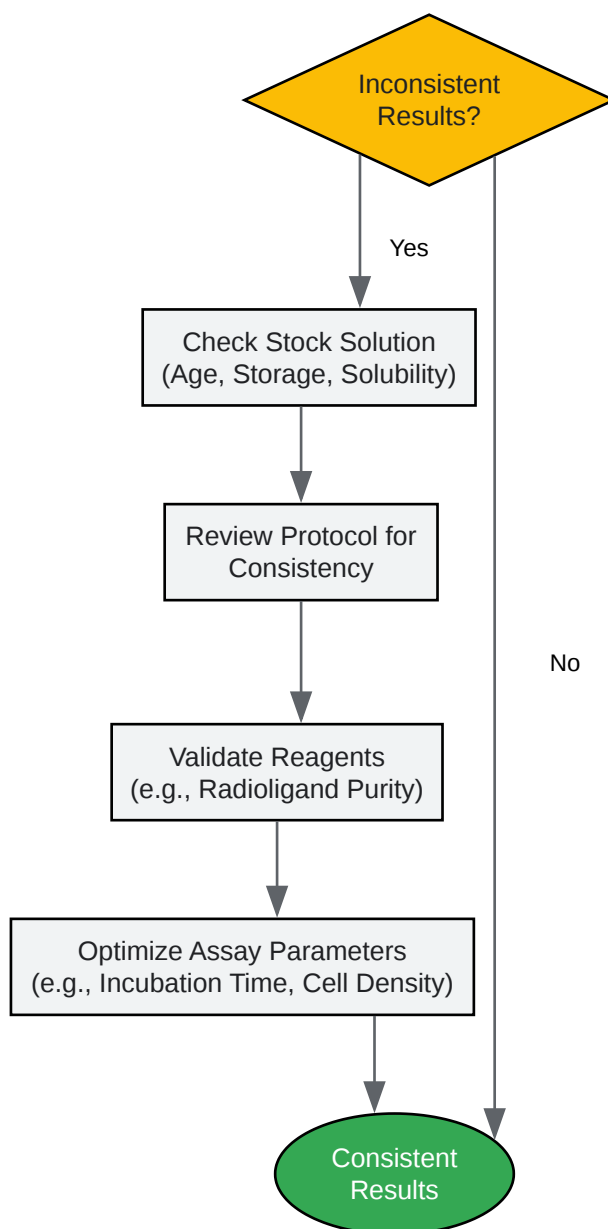 Inconsistent
Results?
Yes
Check Stock Solution
(Age, Storage, Solubility)
Review Protocol for
Consistency
No
Validate Reagents
(e.g., Radioligand Purity)
Optimize Assay Parameters
(e.g., Incubation Time, Cell Density)
Consistent
Results